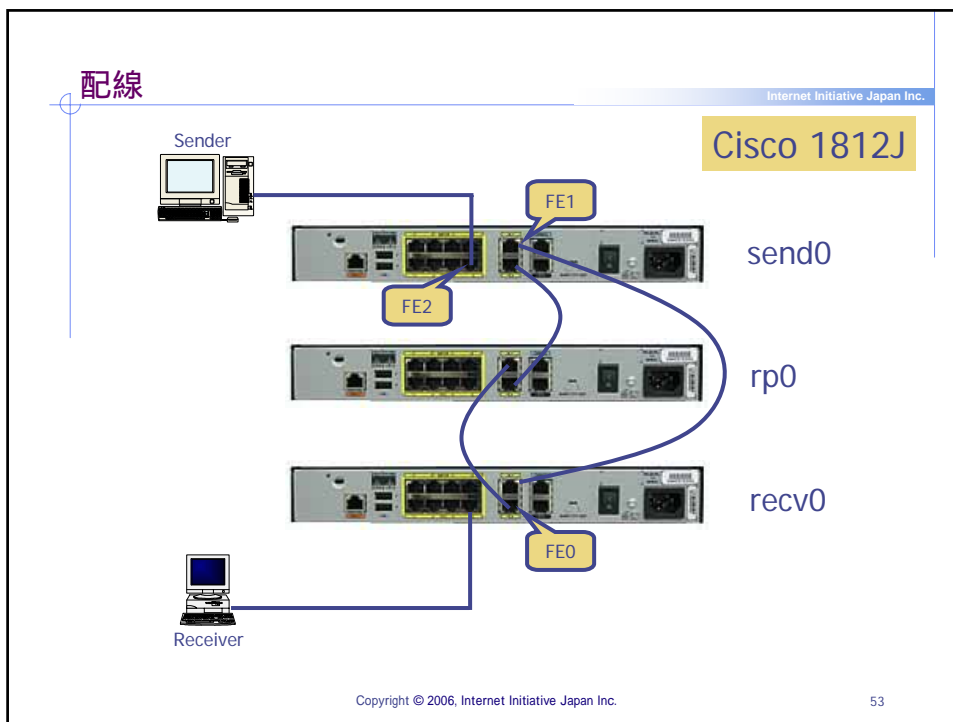 配線
Internet Initiative Japan Inc.
Cisco 1812J
Sender
FE1
send0
FE2
rp0
recv0
FE0
Receiver
Copyright © 2006, Internet Initiative Japan Inc.
53